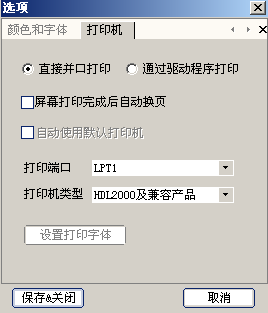 选项
颜色和字体 打印机
直接并口打印 通过驱动程序打印
屏幕打印完成后自动换页
自动使用默认打印机
打印端口 LPT1
打印机类型 HDL2000及兼容产品
设置打印字体
保存&关闭 取消